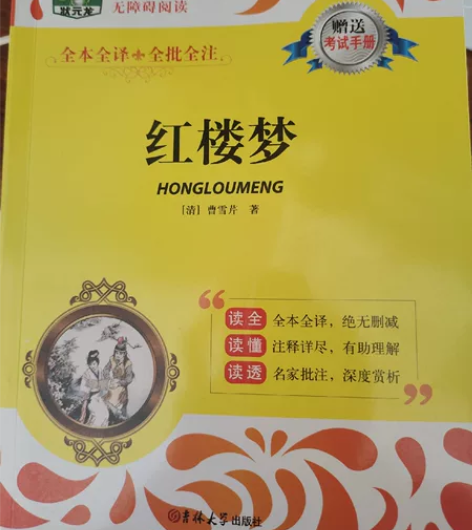 状元龙
无障碍阅读
赠送
考试手册
全本全译 全批全注
红楼梦
HONGLOUMENG
［清］曹雪芹 著
“
读全 全本全译，绝无删减
读懂 注释详尽，有助理解
读透 名家批注，深度赏析
”
吉林大学出版社